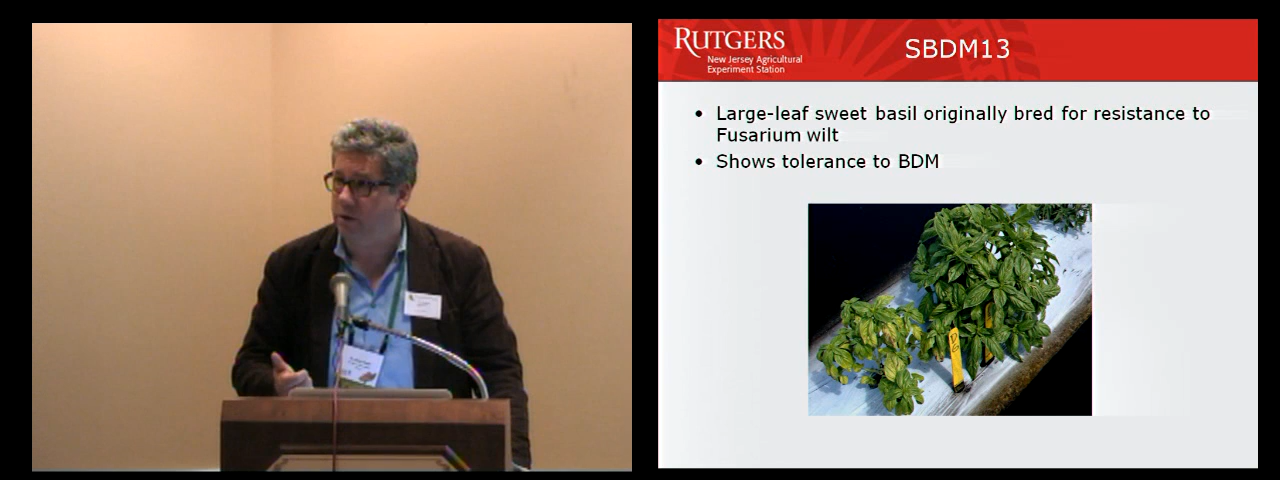 RUTGERS
New Jersey Agricultural
Experiment Station
SBDM13
• Large-leaf sweet basil originally bred for resistance to
Fusarium wilt
• Shows tolerance to BDM